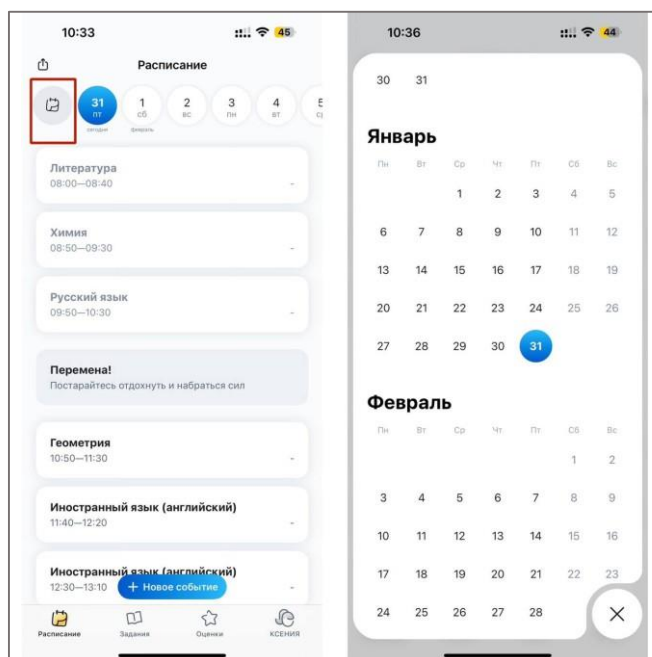 10:33
45
Расписание
31
пт
сегодня
1
сб
февраль
2
вс
3
пн
4
вт
5
Литература
08:00—08:40
-
Химия
08:50—09:30
-
Русский язык
09:50—10:30
-
Перемена!
Постарайтесь отдохнуть и набраться сил
Геометрия
10:50—11:30
-
Иностранный язык (английский)
11:40—12:20
-
Иностранный язык (английский)
12:30—13:10
-
+ Новое событие
Расписание Задания Оценки КСЕНИЯ
10:36
44
30 31
Январь
Пн Вт Ср Чт Пт Сб Вс
1 2 3 4 5
6 7 8 9 10 11 12
13 14 15 16 17 18 19
20 21 22 23 24 25 26
27 28 29 30 31
Февраль
Пн Вт Ср Чт Пт Сб Вс
1 2
3 4 5 6 7 8 9
10 11 12 13 14 15 16
17 18 19 20 21 22 23
24 25 26 27 28